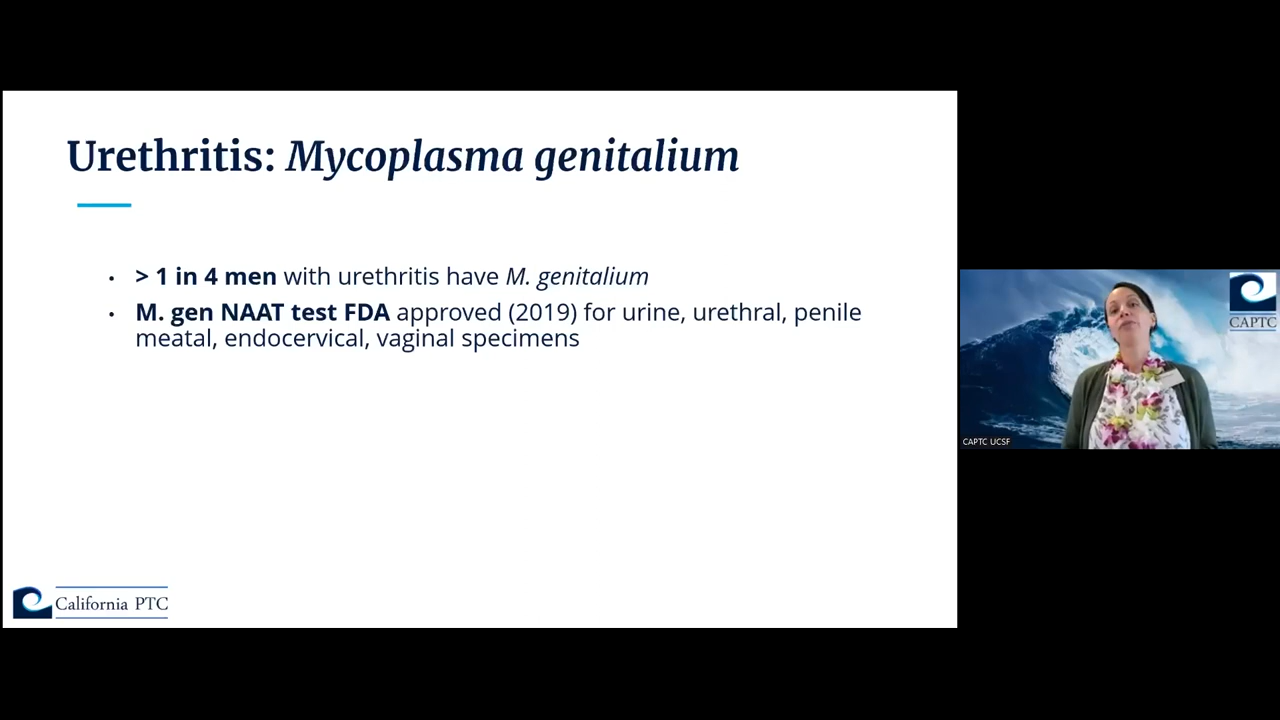 Urethritis: Mycoplasma genitalium
• > 1 in 4 men with urethritis have M. genitalium
• M. gen NAAT test FDA approved (2019) for urine, urethral, penile
meatal, endocervical, vaginal specimens
California PTC
CAPTC
CAPTC UCSF